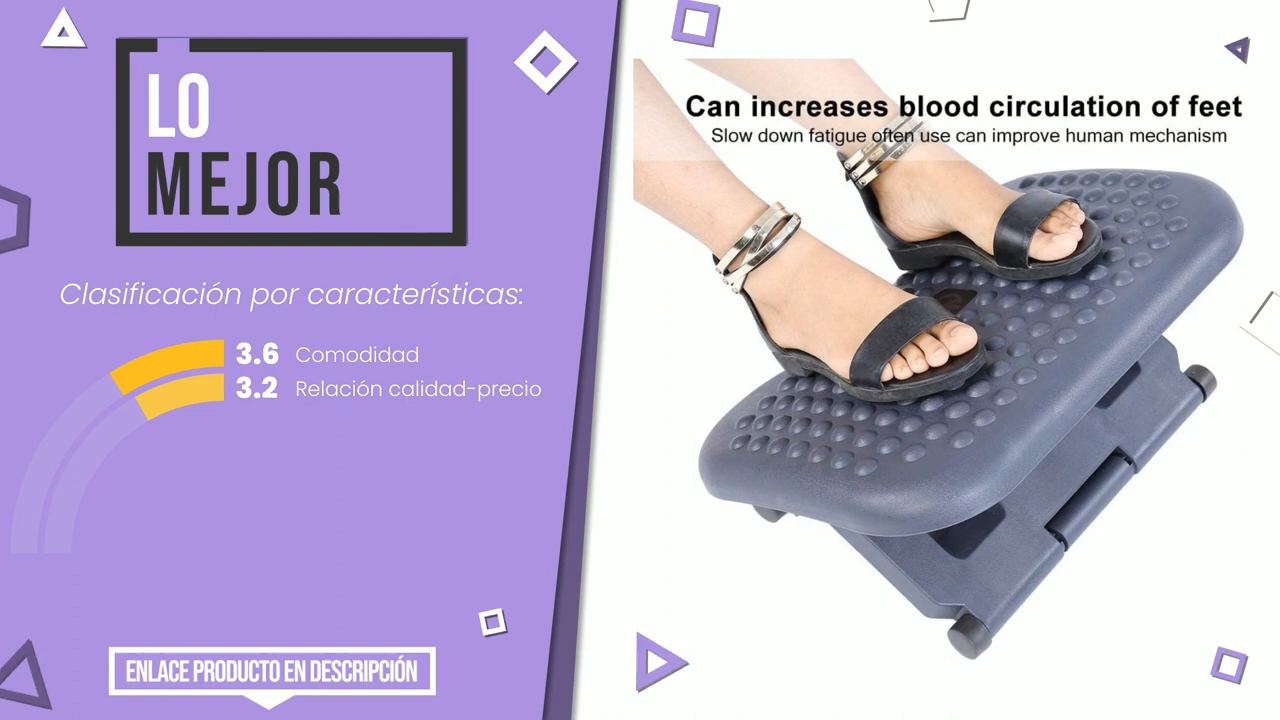 LO
MEJOR
Clasificación por características:
3.6 Comodidad
3.2 Relación calidad-precio
ENLACE PRODUCTO EN DESCRIPCIÓN
Can increases blood circulation of feet
Slow down fatigue often use can improve human mechanism